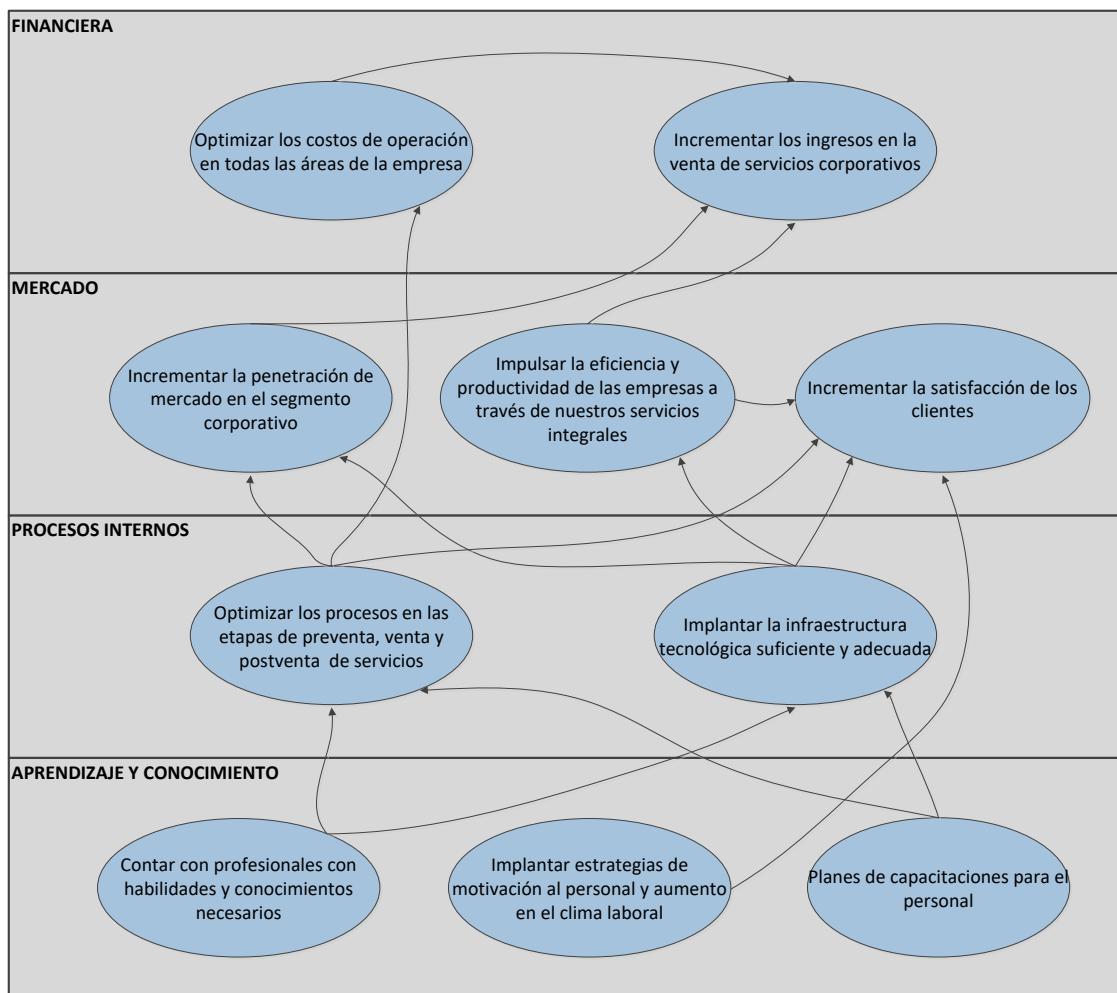 FINANCIERA
Optimizar los costos de operación
en todas las áreas de la empresa
Incrementar los ingresos en la
venta de servicios corporativos
MERCADO
Incrementar la penetración de
mercado en el segmento
corporativo
Impulsar la eficiencia y
productividad de las empresas a
través de nuestros servicios
integrales
Incrementar la satisfacción de los
clientes
PROCESOS INTERNOS
Optimizar los procesos en las
etapas de preventa, venta y
postventa de servicios
Implantar la infraestructura
tecnológica suficiente y adecuada
APRENDIZAJE Y CONOCIMIENTO
Contar con profesionales con
habilidades y conocimientos
necesarios
Implantar estrategias de
motivación al personal y aumento
en el clima laboral
Planes de capacitaciones para el
personal